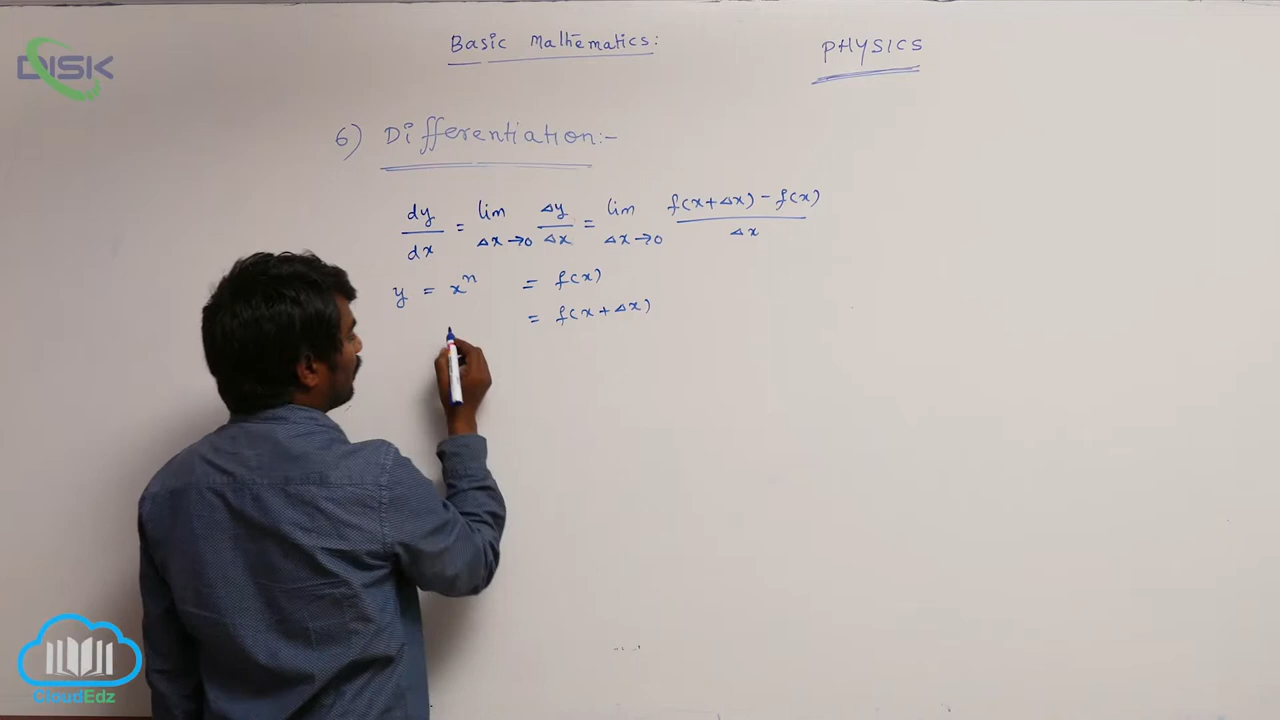 DISK
Basic Mathematics:
PHYSICS
6) Differentiation:-
dy/dx = lim Δx→0 Δy/Δx = lim Δx→0 f(x+Δx) - f(x)/Δx
y = xⁿ = f(x)
= f(x+Δx)
CloudEdz